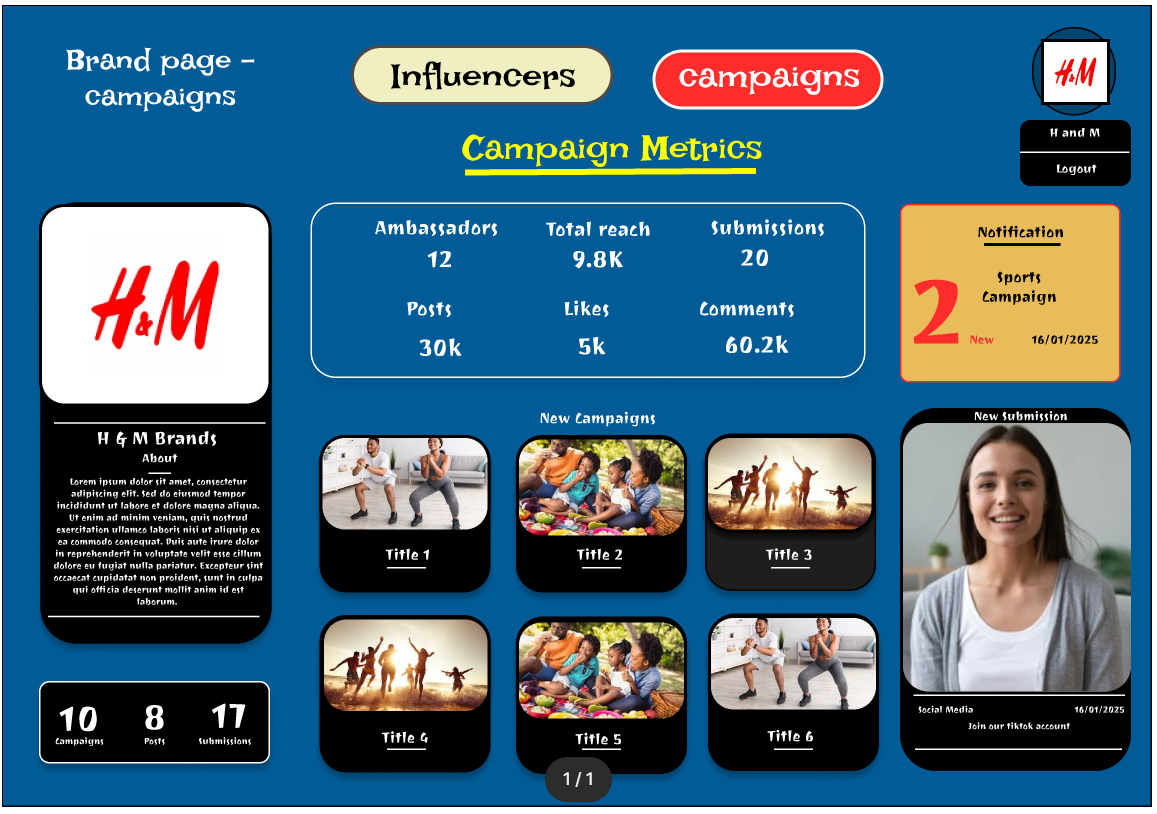 Brand page -
campaigns
Influencers
campaigns
H&M
H and M
Logout
Campaign Metrics
H&M
H & M Brands
About
Lorem ipsum dolor sit amet, consectetur
adipiscing elit. Sed do eiusmod tempor
incididunt ut labore et dolore magna aliqua.
Ut enim ad minim veniam, quis nostrud
exercitation ullamco laboris nisi ut aliquip ex
ea commodo consequat. Duis aute irure dolor
in reprehenderit in voluptate velit esse cillum
dolore eu fugiat nulla pariatur. Excepteur sint
occaecat cupidatat non proident, sunt in culpa
qui officia deserunt mollit anim id est
laborum.
10 8 17
Campaigns Posts Submissions
Ambassadors Total reach Submissions
12 9.8K 20
Posts Likes Comments
30k 5k 60.2k
New Campaigns
Title 1 Title 2 Title 3
Title 4 Title 5 Title 6
1 / 1
Notification
Sports
Campaign
2 New 16/01/2025
New Submission
Social Media 16/01/2025
Join our tiktok account